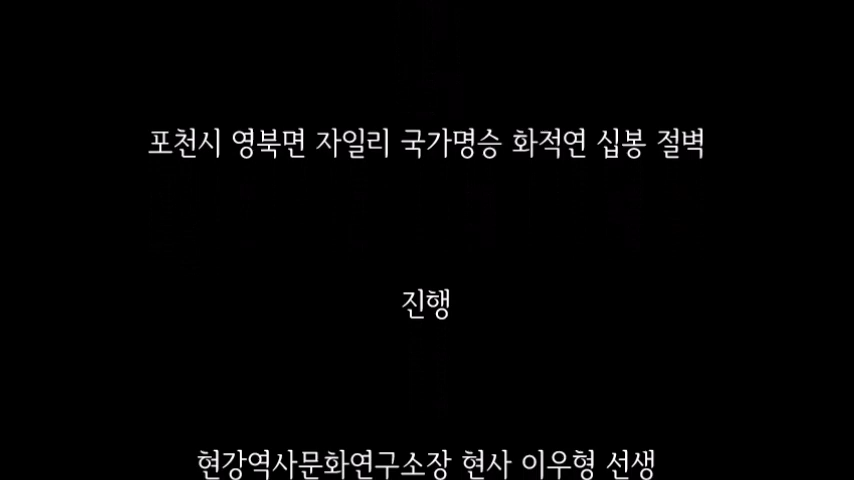 포천시 영북면 자일리 국가명승 화적연 십봉 절벽
진행
현강역사문화연구소장 현사 이우형 선생